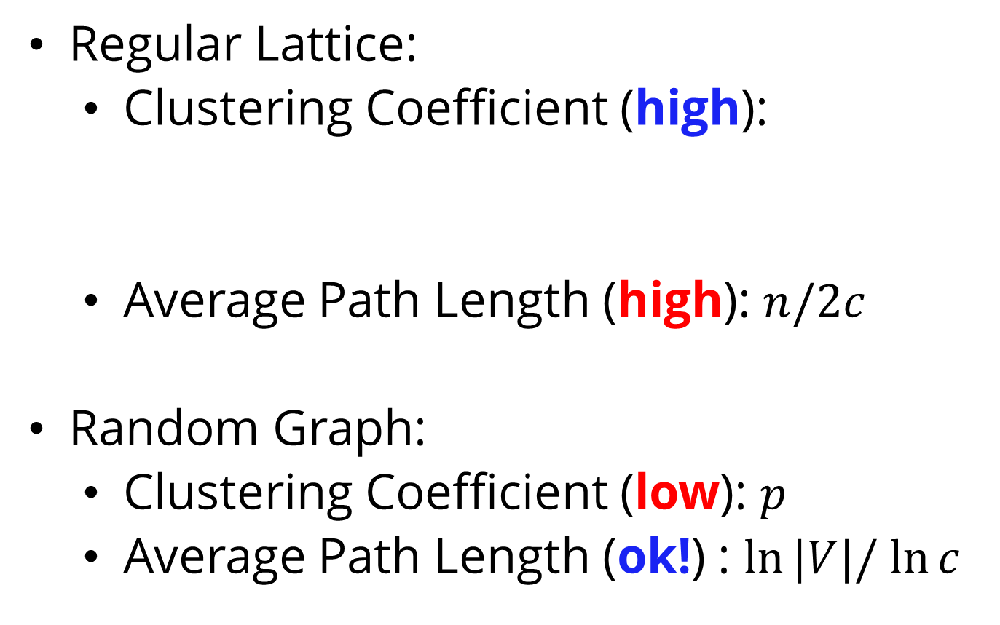 • Regular Lattice:
• Clustering Coefficient (high):
• Average Path Length (high): n/2c
• Random Graph:
• Clustering Coefficient (low): p
• Average Path Length (ok!) : ln |V|/ ln c